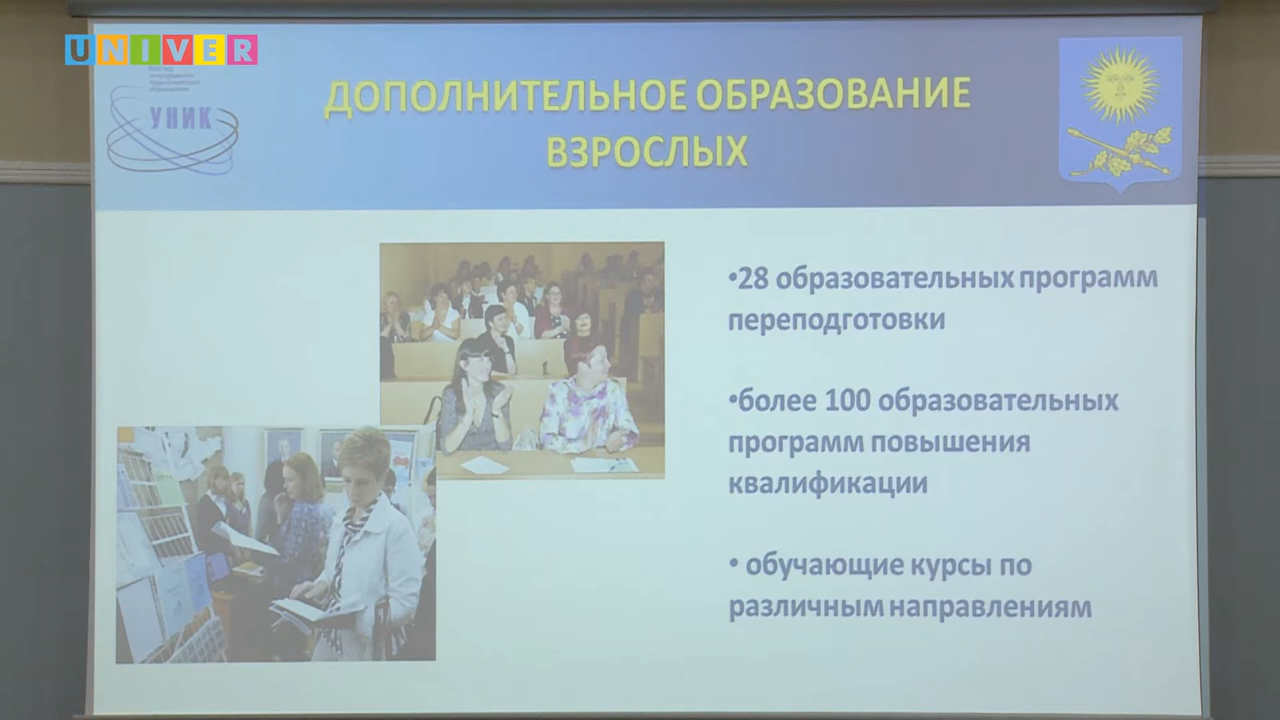 UNIVER
УНИК
ДОПОЛНИТЕЛЬНОЕ ОБРАЗОВАНИЕ
ВЗРОСЛЫХ
•28 образовательных программ
переподготовки
•более 100 образовательных
программ повышения
квалификации
• обучающие курсы по
различным направлениям